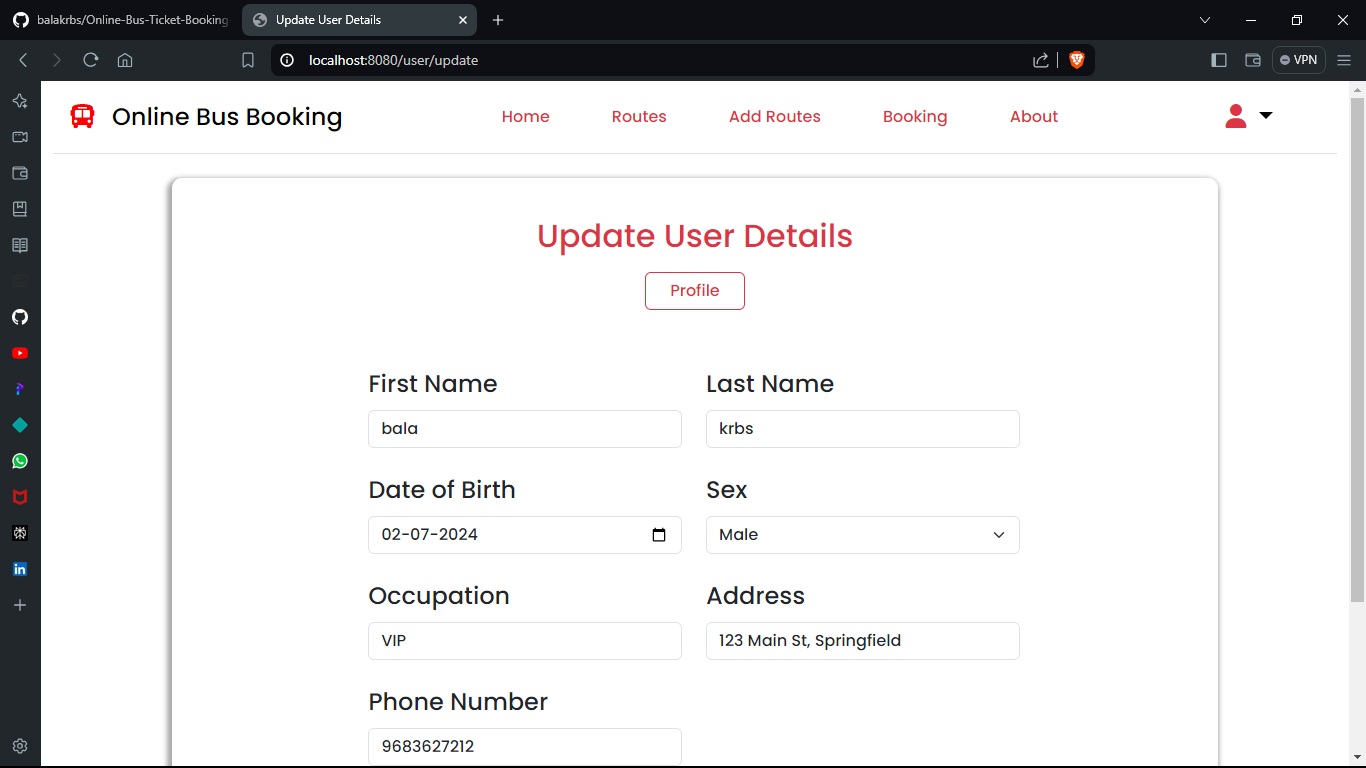 balakrbs/Online-Bus-Ticket-Booking
Update User Details
localhost:8080/user/update
VPN
Online Bus Booking
Home
Routes
Add Routes
Booking
About
Update User Details
Profile
First Name
Last Name
bala
krbs
Date of Birth
Sex
02-07-2024
Male
Occupation
Address
VIP
123 Main St, Springfield
Phone Number
9683627212
in